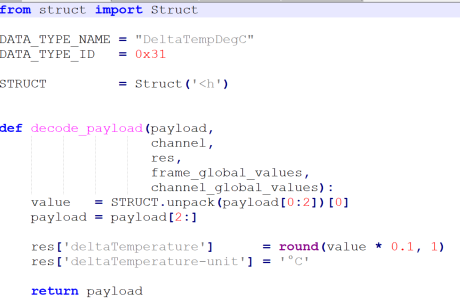 from struct import Struct
DATA_TYPE_NAME = "DeltaTempDegC"
DATA_TYPE_ID   = 0x31
STRUCT         = Struct('<h')
def decode_payload(payload,
                   channel,
                   res,
                   frame_global_values,
                   channel_global_values):
    value   = STRUCT.unpack(payload[0:2])[0]
    payload = payload[2:]
    res['deltaTemperature']      = round(value * 0.1, 1)
    res['deltaTemperature-unit'] = '°C'
    return payload